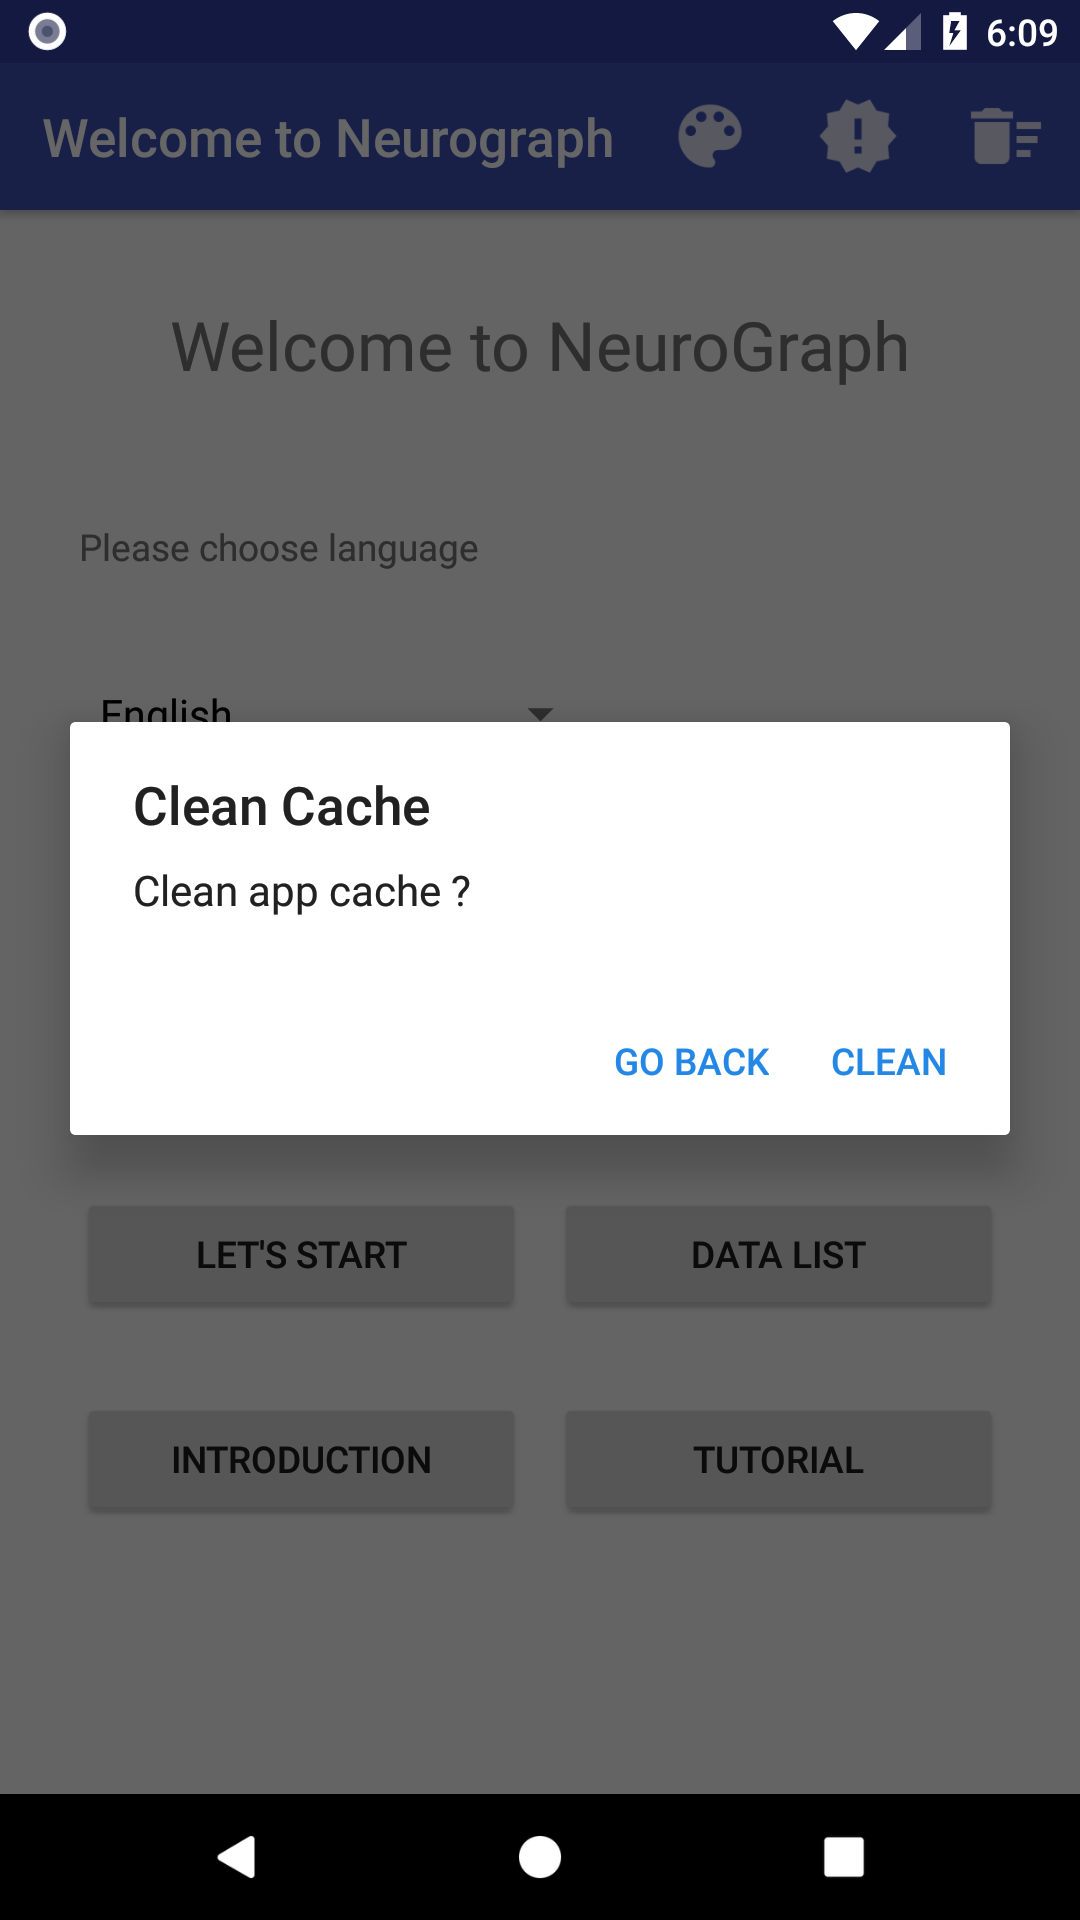 6:09
Welcome to Neurograph
Welcome to NeuroGraph
Please choose language
English
Clean Cache
Clean app cache ?
GO BACK CLEAN
LET'S START DATA LIST
INTRODUCTION TUTORIAL